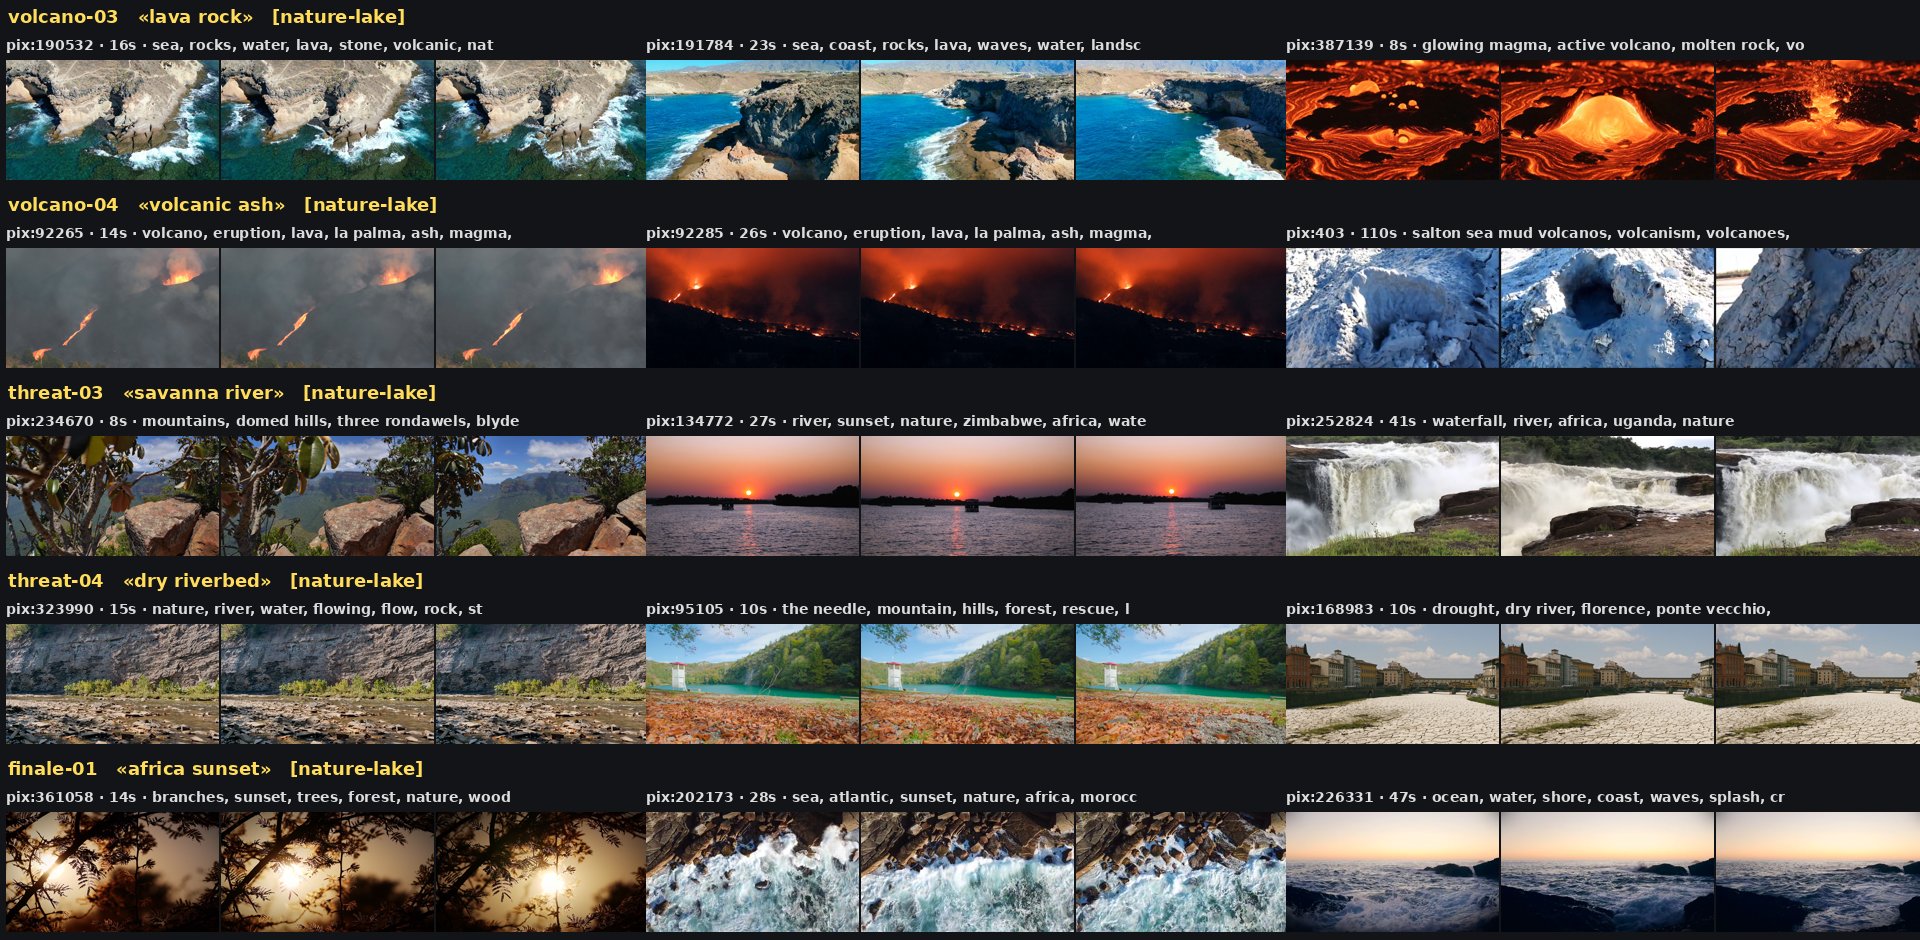 volcano-03 «lava rock» [nature-lake]
pix:190532 · 16s · sea, rocks, water, lava, stone, volcanic, nat
pix:191784 · 23s · sea, coast, rocks, lava, waves, water, landsc
pix:387139 · 8s · glowing magma, active volcano, molten rock, vo
volcano-04 «volcanic ash» [nature-lake]
pix:92265 · 14s · volcano, eruption, lava, la palma, ash, magma,
pix:92285 · 26s · volcano, eruption, lava, la palma, ash, magma,
pix:403 · 110s · salton sea mud volcanos, volcanism, volcanoes,
threat-03 «savanna river» [nature-lake]
pix:234670 · 8s · mountains, domed hills, three rondawels, blyde
pix:134772 · 27s · river, sunset, nature, zimbabwe, africa, wate
pix:252824 · 41s · waterfall, river, africa, uganda, nature
threat-04 «dry riverbed» [nature-lake]
pix:323990 · 15s · nature, river, water, flowing, flow, rock, st
pix:95105 · 10s · the needle, mountain, hills, forest, rescue, l
pix:168983 · 10s · drought, dry river, florence, ponte vecchio,
finale-01 «africa sunset» [nature-lake]
pix:361058 · 14s · branches, sunset, trees, forest, nature, wood
pix:202173 · 28s · sea, atlantic, sunset, nature, africa, morocc
pix:226331 · 47s · ocean, water, shore, coast, waves, splash, cr